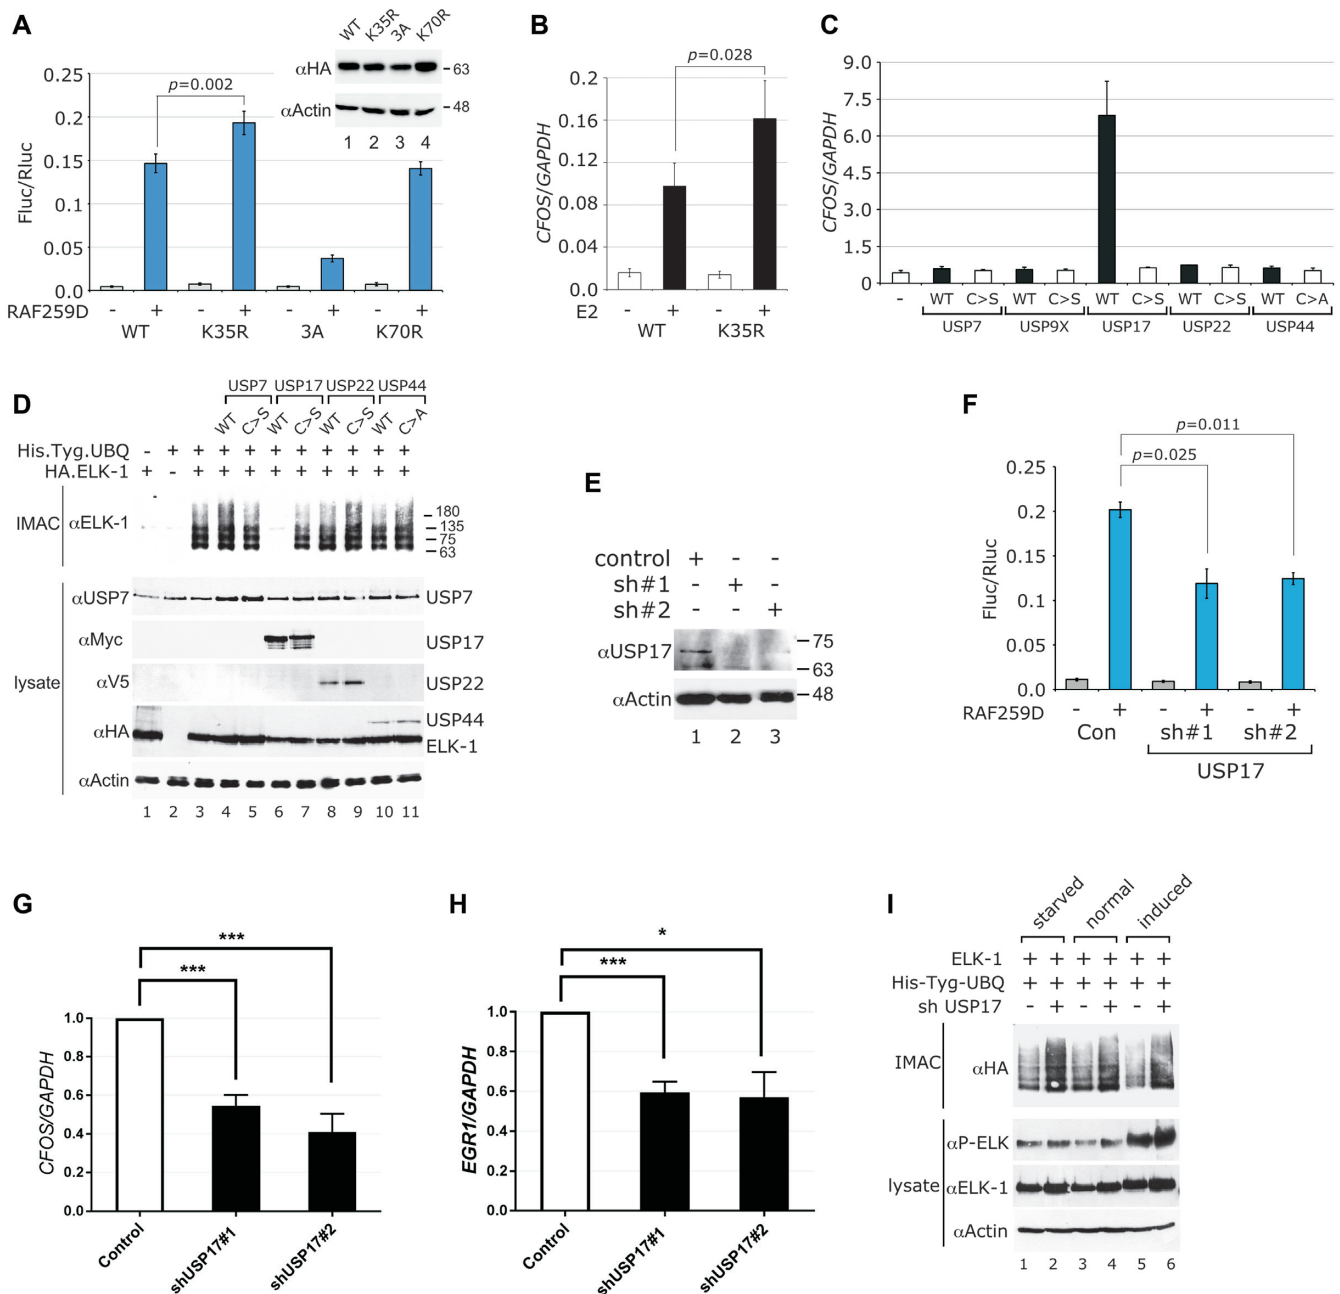 A
WT K35R 3A K70R
αHA
63
αActin
48
1 2 3 4
p=0.002
Fluc/Rluc
0.25
0.2
0.15
0.1
0.05
0.0
RAF259D - + - + - + - +
WT K35R 3A K70R
B
p=0.028
CFOS/GAPDH
0.2
0.16
0.12
0.08
0.04
0
E2 - + - +
WT K35R
C
CFOS/GAPDH
9.0
7.5
6.0
4.5
3.0
1.5
0
- WT C>S WT C>S WT C>S WT C>S WT C>A
USP7 USP9X USP17 USP22 USP44
D
USP7 USP17 USP22 USP44
WT C>S WT C>S WT C>S WT C>A
His.Tyg.UBQ - + + + + + + + + + +
HA.ELK-1 + - + + + + + + + + +
IMAC αELK-1
180
135
75
63
lysate
αUSP7 USP7
αMyc USP17
αV5 USP22
αHA USP44
ELK-1
αActin
1 2 3 4 5 6 7 8 9 10 11
E
control + - -
sh#1 - + -
sh#2 - - +
αUSP17
75
63
αActin
48
1 2 3
F
p=0.011
p=0.025
Fluc/Rluc
0.25
0.2
0.15
0.1
0.05
0.0
RAF259D - + - + - +
Con sh#1 sh#2
USP17
G
***
***
CFOS/GAPDH
1.0
0.8
0.6
0.4
0.2
0.0
Control shUSP17#1 shUSP17#2
H
*
***
EGR1/GAPDH
1.0
0.8
0.6
0.4
0.2
0.0
Control shUSP17#1 shUSP17#2
I
starved normal induced
ELK-1 + + + + + +
His-Tyg-UBQ + + + + + +
sh USP17 - + - + - +
IMAC αHA
lysate
αP-ELK
αELK-1
αActin
1 2 3 4 5 6